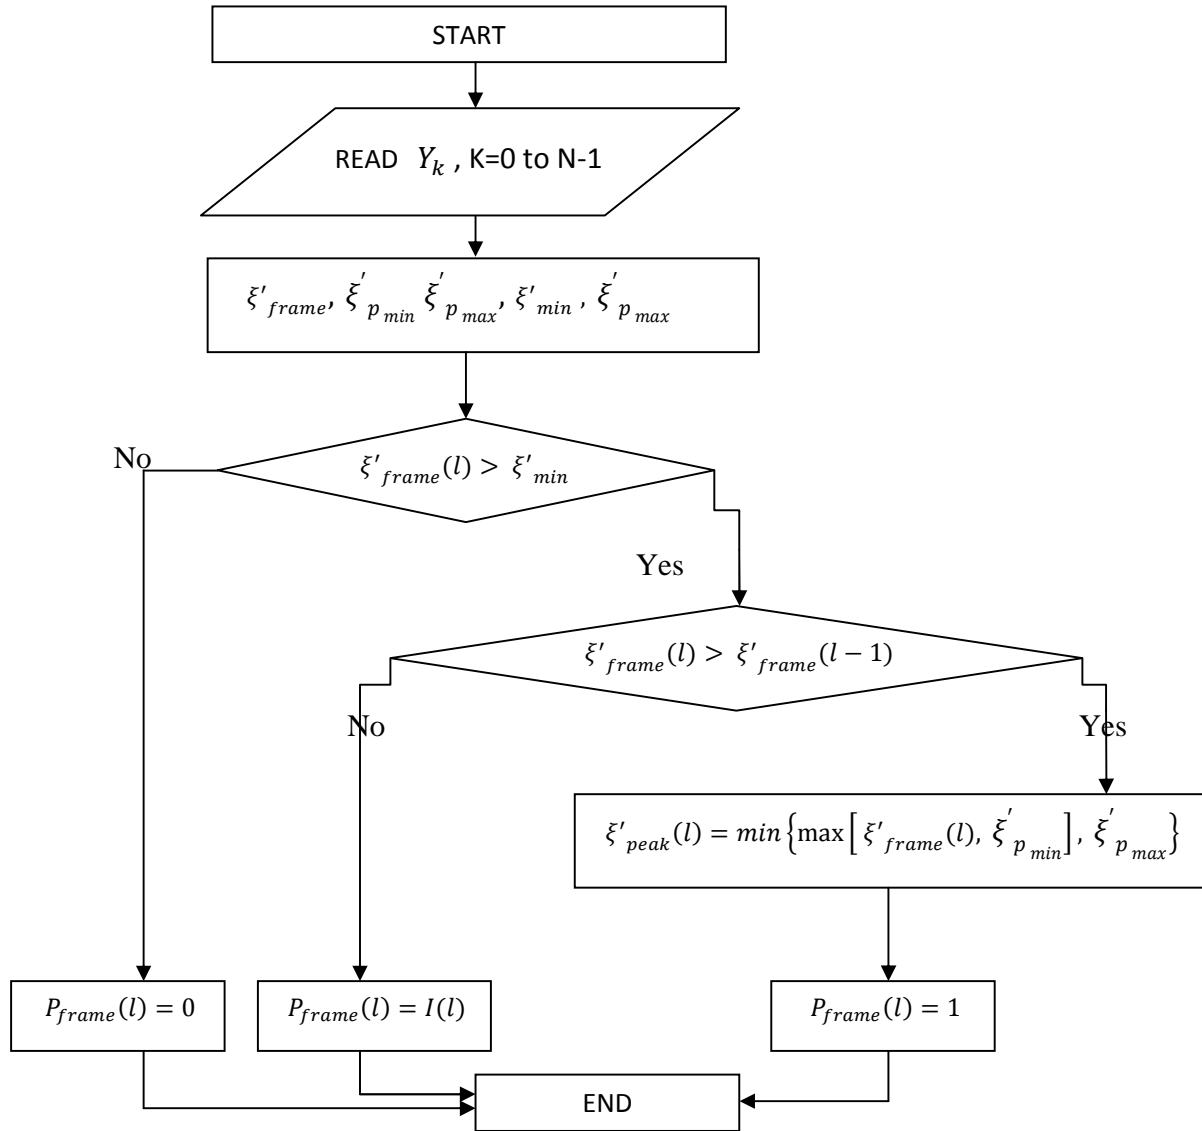 START
READ Y_k , K=0 to N-1
ξ'_frame, ξ'_p_min ξ'_p_max, ξ'_min , ξ'_p_max
No
ξ'_frame(l) > ξ'_min
Yes
ξ'_frame(l) > ξ'_frame(l − 1)
No
Yes
ξ'_peak(l) = min{max[ξ'_frame(l), ξ'_p_min], ξ'_p_max}
P_frame(l) = 0
P_frame(l) = I(l)
P_frame(l) = 1
END